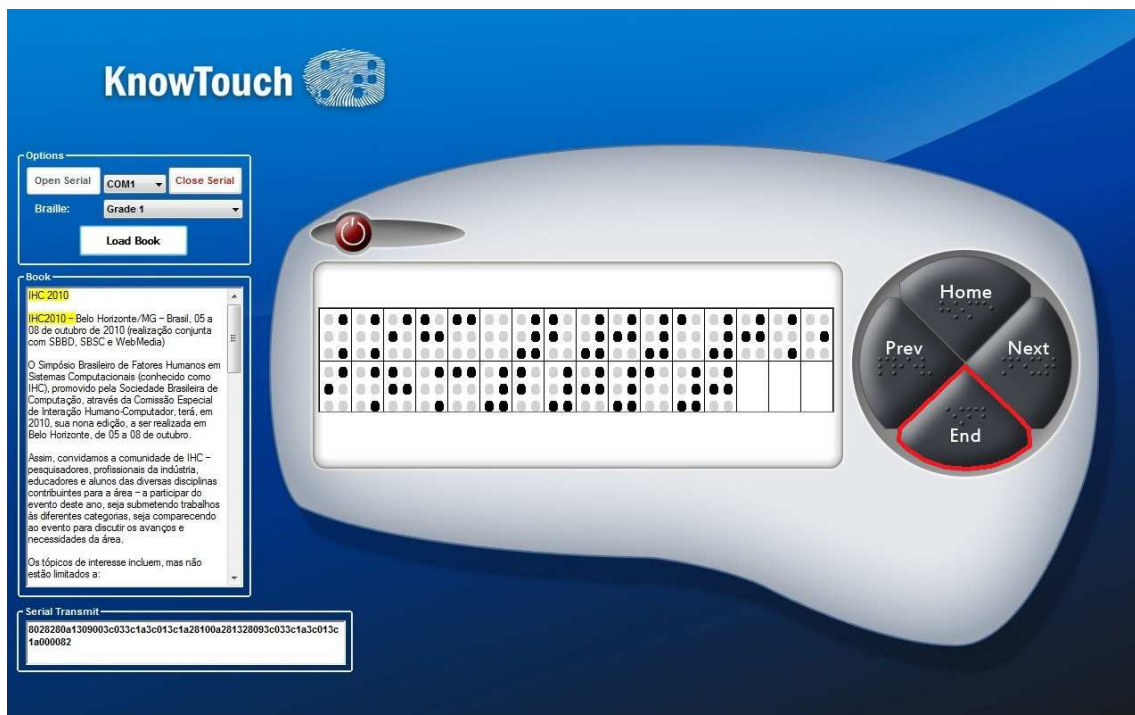 KnowTouch
Options
Open Serial COM1 Close Serial
Braille: Grade 1
Load Book
Book
IHC 2010
IHC2010 – Belo Horizonte/MG – Brasil, 05 a
08 de outubro de 2010 (realização conjunta
com SBBD, SBSC e WebMedia)
O Simpósio Brasileiro de Fatores Humanos em
Sistemas Computacionais (conhecido como
IHC), promovido pela Sociedade Brasileira de
Computação, através da Comissão Especial
de Interação Humano-Computador, terá, em
2010, sua nona edição, a ser realizada em
Belo Horizonte, de 05 a 08 de outubro.
Assim, convidamos a comunidade de IHC –
pesquisadores, profissionais da indústria,
educadores e alunos das diversas disciplinas
contribuintes para a área – a participar do
evento deste ano, seja submetendo trabalhos
às diferentes categorias, seja comparecendo
ao evento para discutir os avanços e
necessidades da área.
Os tópicos de interesse incluem, mas não
estão limitados a:
Serial Transmit
8028280a1309003c033c1a3c013c1a28100a281328093c033c1a3c013c
1a000082
Home
Prev
Next
End